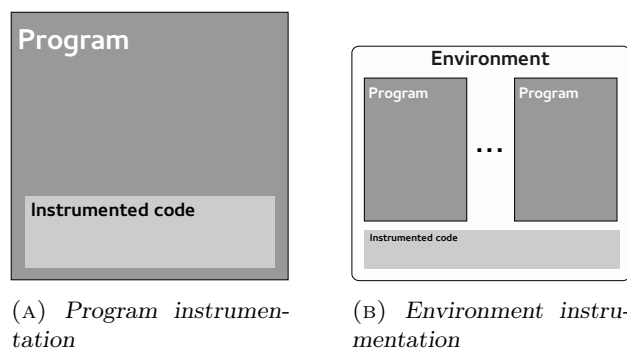 Program
Instrumented code
(A) Program instrumen-
tation
Environment
Program
...
Program
Instrumented code
(B) Environment instru-
mentation